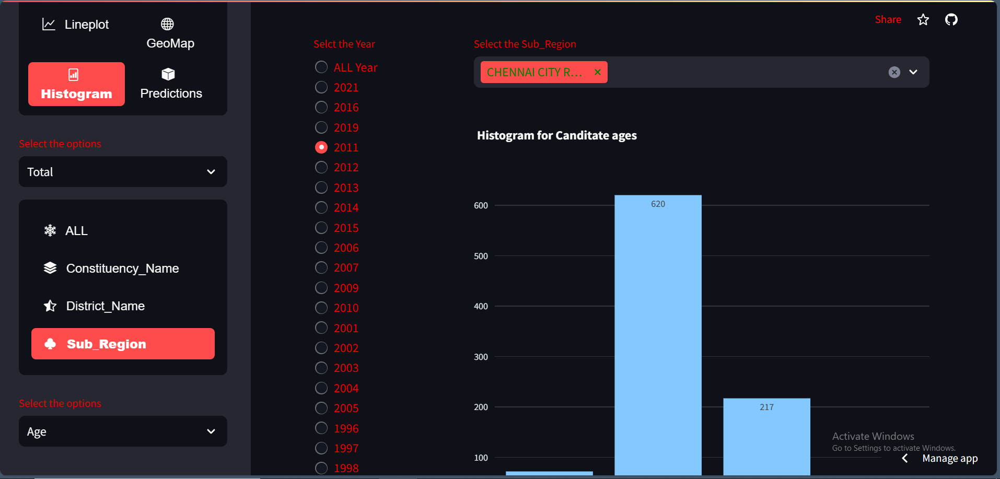 Lineplot
GeoMap
Histogram
Predictions
Select the options
Total
ALL
Constituency_Name
District_Name
Sub_Region
Select the options
Age
Selct the Year
ALL Year
2021
2016
2019
2011
2012
2013
2014
2015
2006
2007
2009
2010
2001
2002
2003
2004
2005
1996
1997
1998
Share
Select the Sub_Region
CHENNAI CITY R...
Histogram for Canditate ages
600
500
400
300
200
100
620
217
Activate Windows
Go to Settings to activate Windows.
Manage app